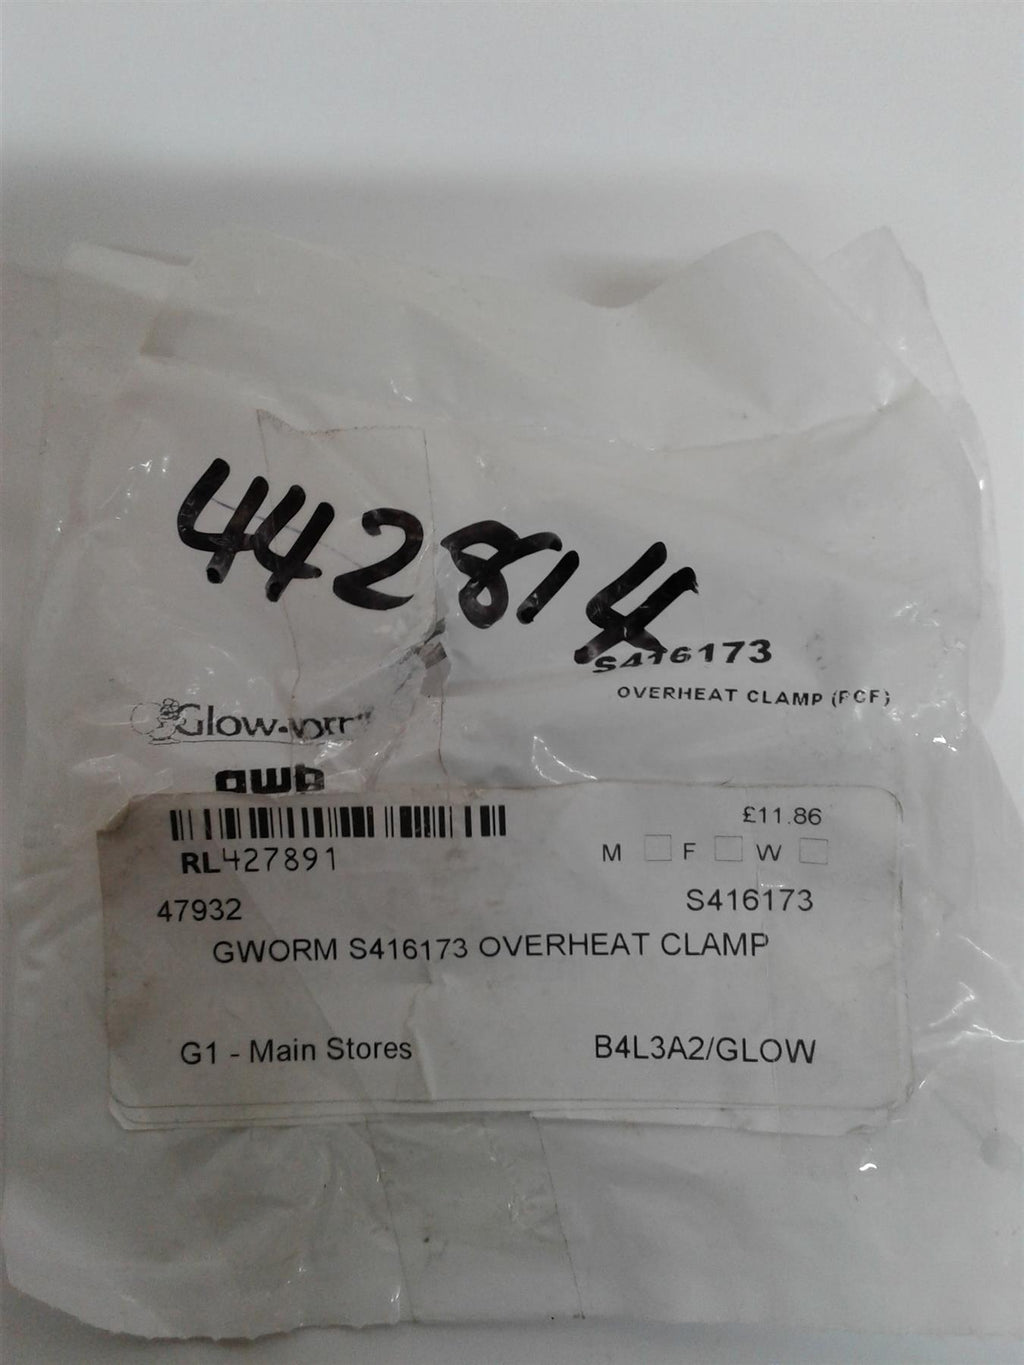 442814
S416173
OVERHEAT CLAMP (PCF)
Glow-worm
£11.86
RL427891
M F W
47932
S416173
GWORM S416173 OVERHEAT CLAMP
G1 - Main Stores
B4L3A2/GLOW